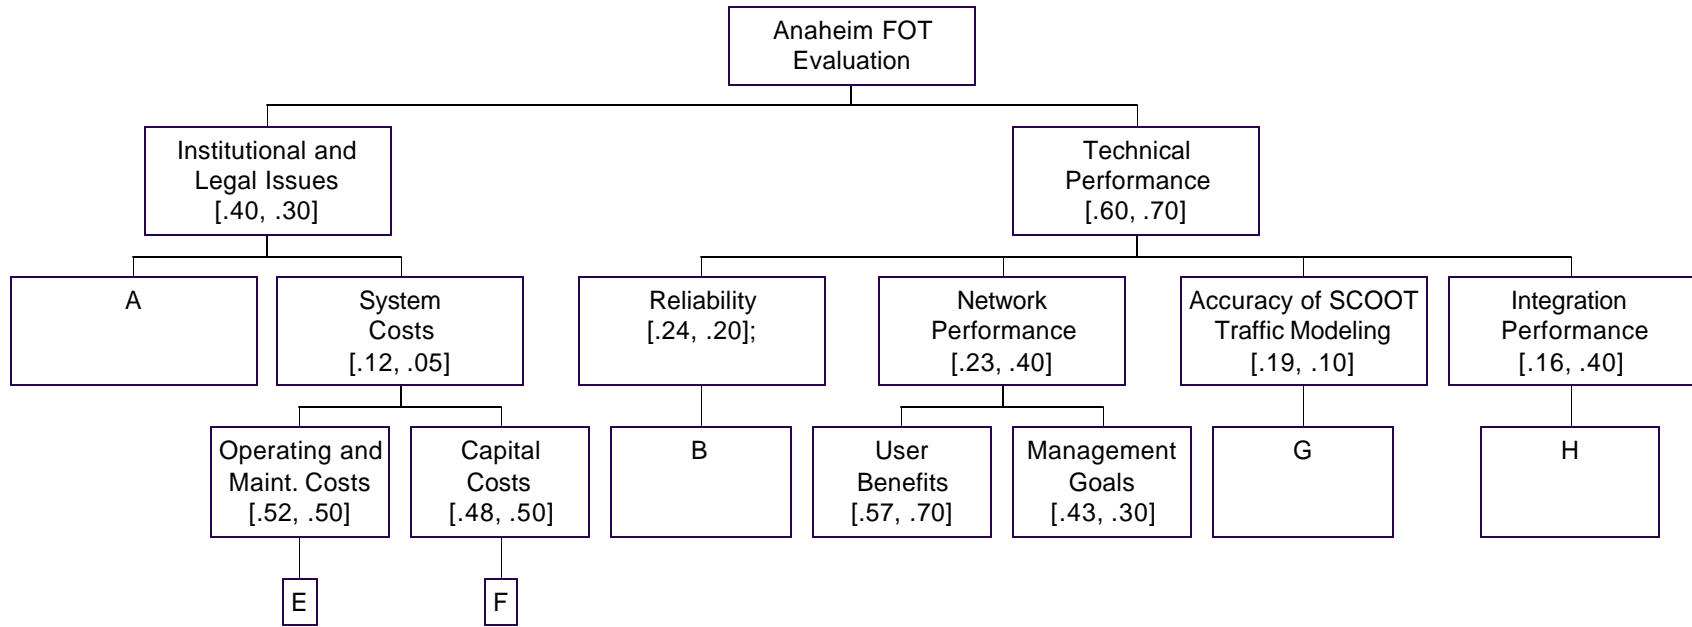 Anaheim FOT
Evaluation
Institutional and
Legal Issues
[.40, .30]
Technical
Performance
[.60, .70]
A
System
Costs
[.12, .05]
Reliability
[.24, .20];
Network
Performance
[.23, .40]
Accuracy of SCOOT
Traffic Modeling
[.19, .10]
Integration
Performance
[.16, .40]
Operating and
Maint. Costs
[.52, .50]
Capital
Costs
[.48, .50]
B
User
Benefits
[.57, .70]
Management
Goals
[.43, .30]
G
H
E
F